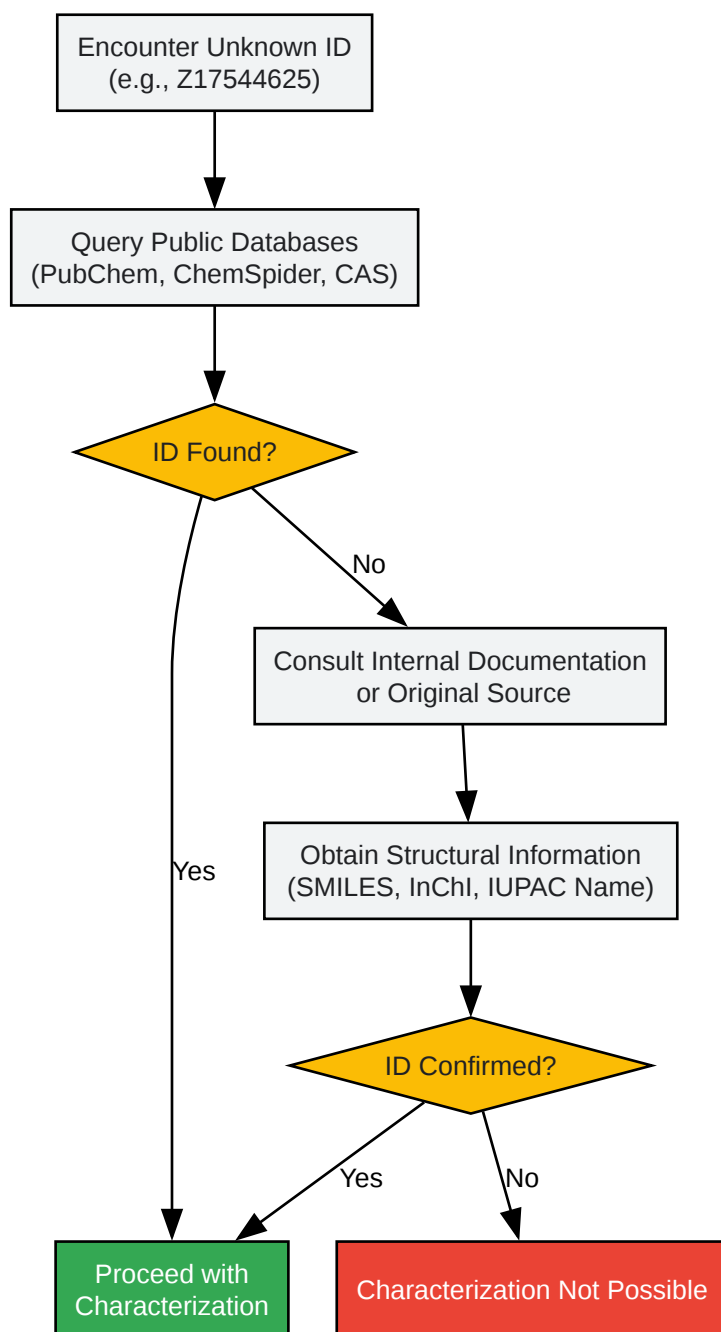 Encounter Unknown ID
(e.g., Z17544625)
Query Public Databases
(PubChem, ChemSpider, CAS)
ID Found?
No
Consult Internal Documentation
or Original Source
Yes
Obtain Structural Information
(SMILES, InChI, IUPAC Name)
ID Confirmed?
Yes
No
Proceed with
Characterization
Characterization Not Possible